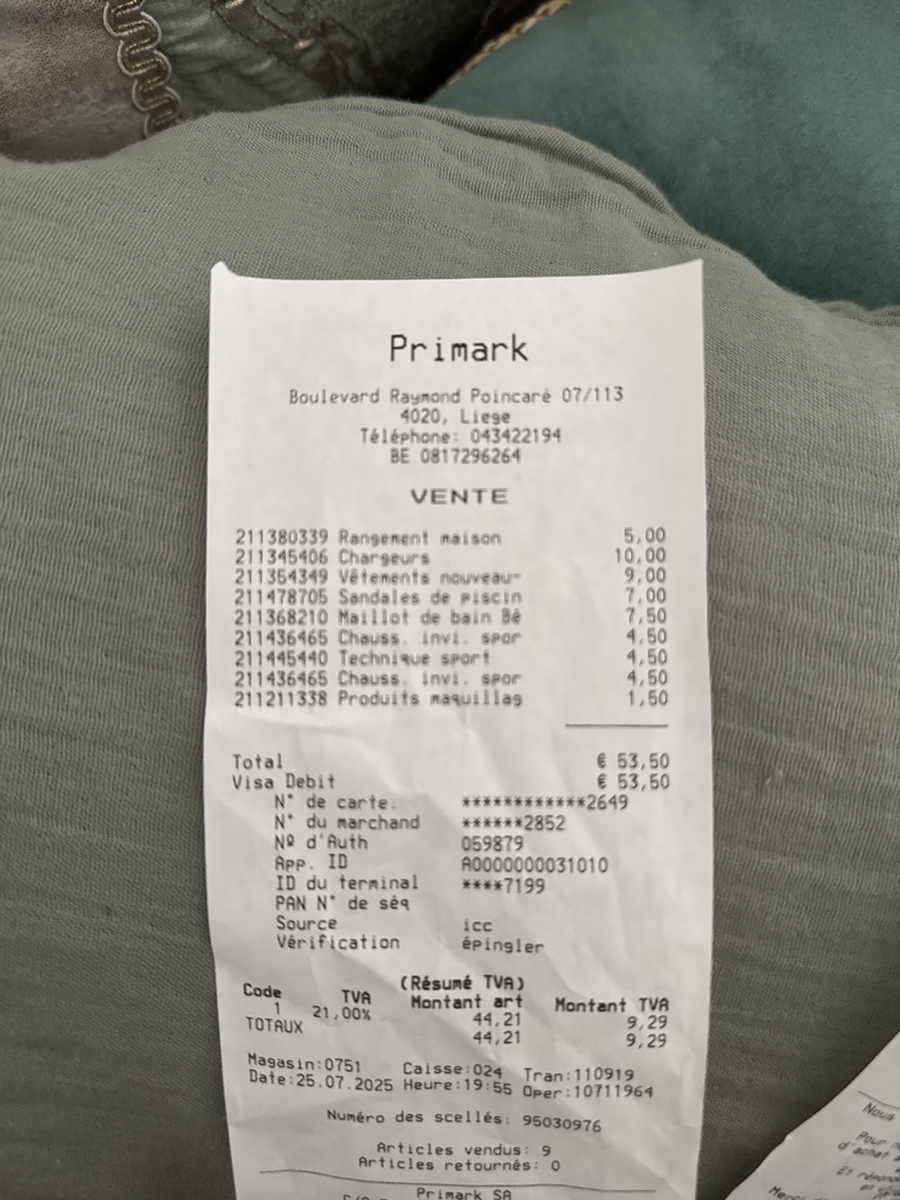 Primark
Boulevard Raymond Poincaré 07/113
4020, Liege
Téléphone: 043422194
BE 0817296264
VENTE
211380339 Rangement maison 5,00
211345406 Chargeurs 10,00
211354349 Vêtements nouveau- 9,00
211478705 Sandales de piscin 7,00
211368210 Maillot de bain Bé 7,50
211436465 Chauss. invi. spor 4,50
211445440 Technique sport 4,50
211436465 Chauss. invi. spor 4,50
211211338 Produits maquillag 1,50
Total € 53,50
Visa Debit € 53,50
N° de carte. ************2649
N° du marchand ******2852
Nº d'Auth 059879
App. ID A0000000031010
ID du terminal ****7199
PAN N° de séq
Source icc
Vérification épingler
(Résumé TVA)
Code TVA Montant art Montant TVA
1 21,00% 44,21 9,29
TOTAUX 44,21 9,29
Magasin:0751 Caisse:024 Tran:110919
Date:25.07.2025 Heure:19:55 Oper:10711964
Numéro des scellés: 95030976
Articles vendus: 9
Articles retournés: 0
Primark SA
Nous
Pour
d'achat
Et